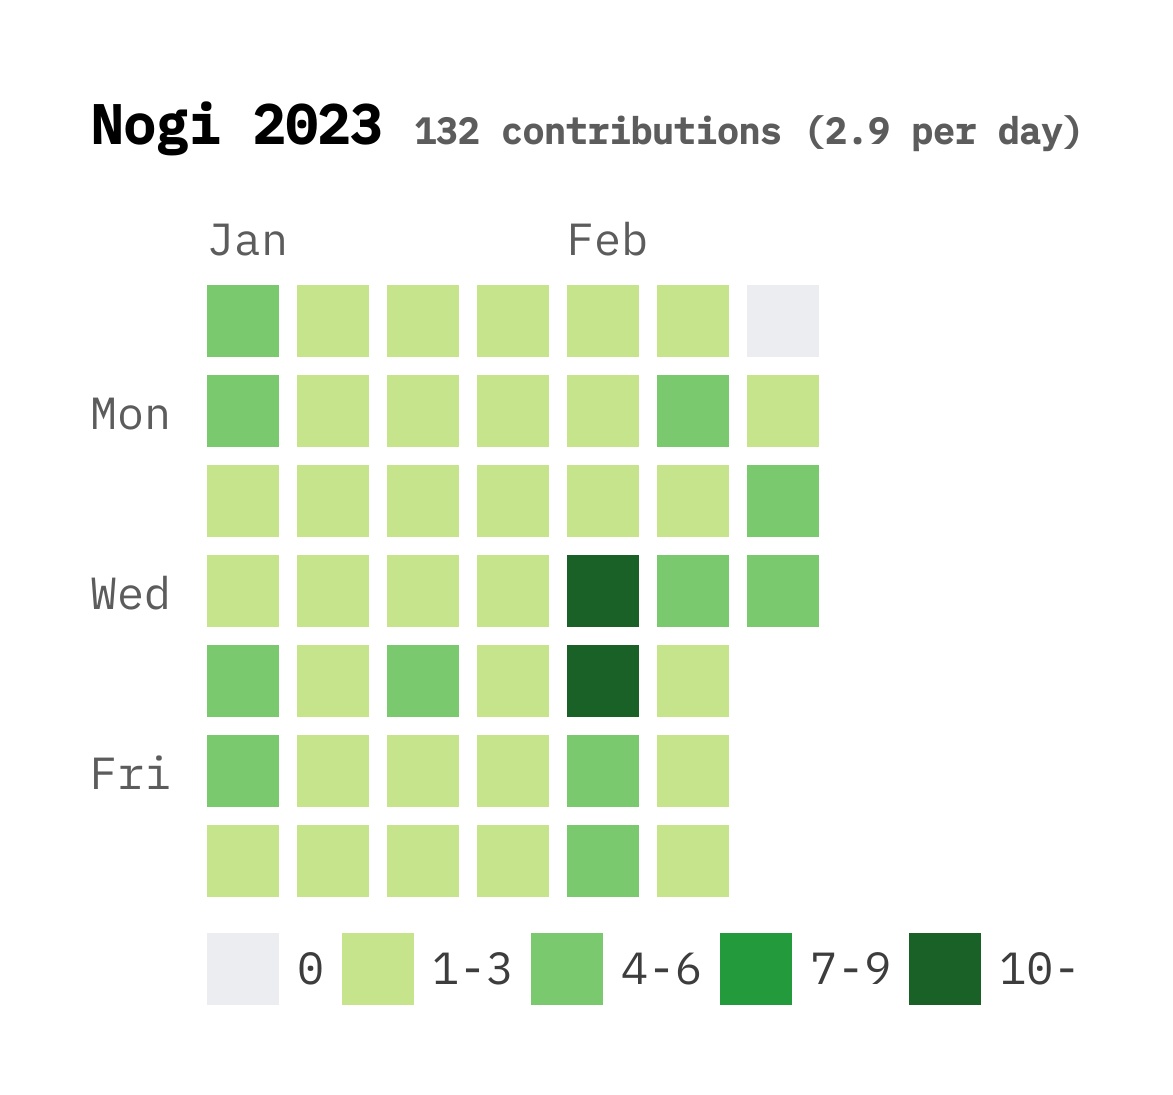 Nogi 2023 132 contributions (2.9 per day)
Jan Feb
Mon
Wed
Fri
0 1-3 4-6 7-9 10-